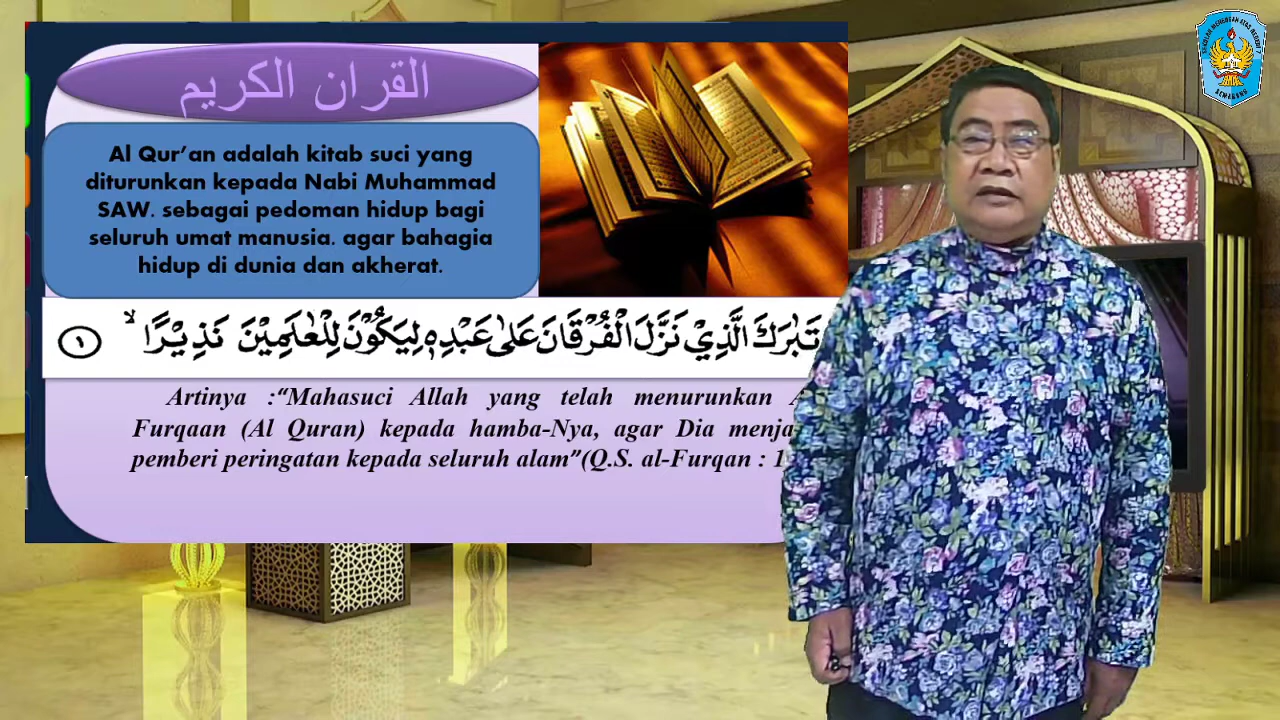 القران الكريم
Al Qur’an adalah kitab suci yang
diturunkan kepada Nabi Muhammad
SAW. sebagai pedoman hidup bagi
seluruh umat manusia. agar bahagia
hidup di dunia dan akherat.
تَبٰرَكَ الَّذِيْ نَزَّلَ الْفُرْقَانَ عَلٰى عَبْدِهٖ لِيَكُوْنَ لِلْعٰلَمِيْنَ نَذِيْرًا ۙ ١
Artinya :“Mahasuci Allah yang telah menurunkan
Furqaan (Al Quran) kepada hamba-Nya, agar Dia
pemberi peringatan kepada seluruh alam”(Q.S. al-Furqan : 1
SEMARANG